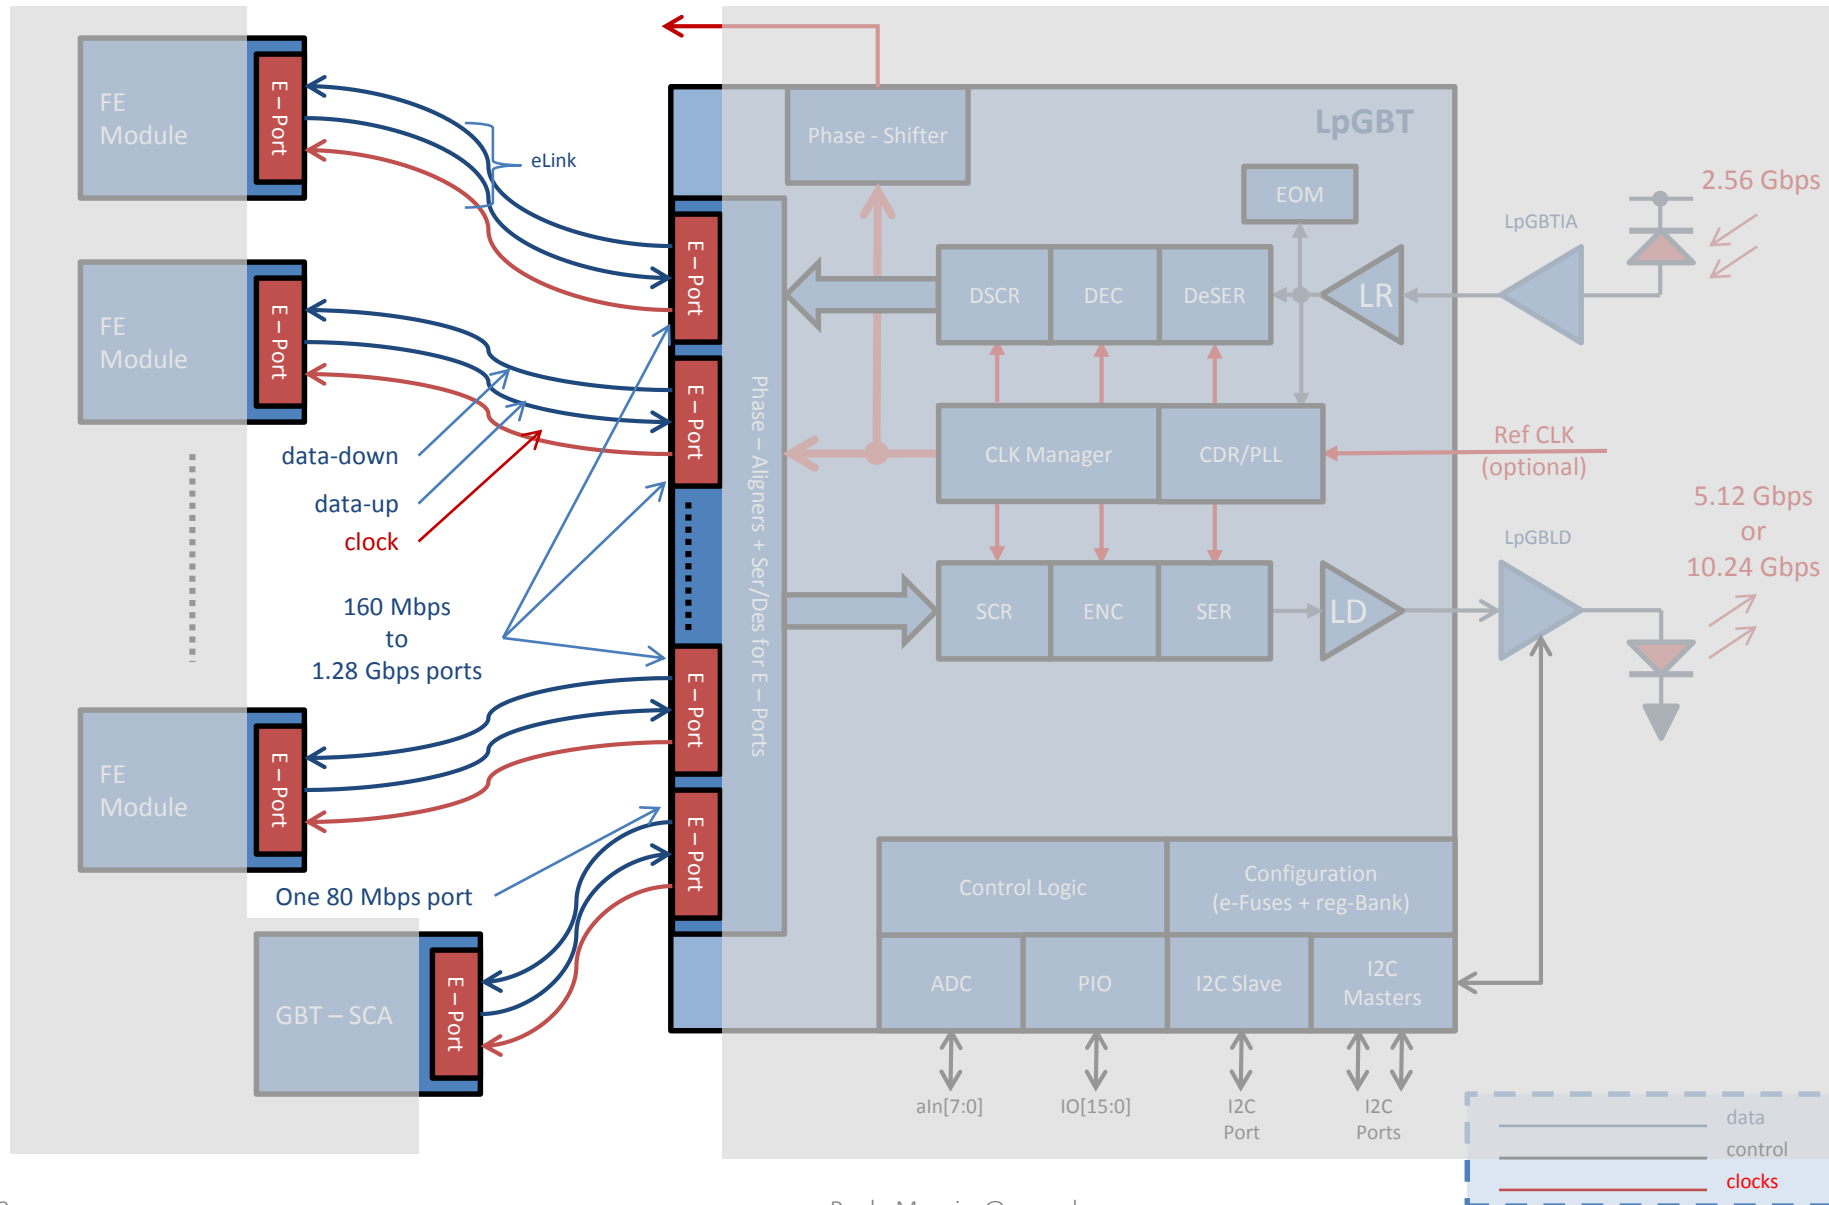 FE
Module
E – Port
eLink
FE
Module
E – Port
data-down
data-up
clock
160 Mbps
to
1.28 Gbps ports
FE
Module
E – Port
One 80 Mbps port
GBT – SCA
E – Port
E – Port
E – Port
E – Port
E – Port
Phase – Aligners + Ser/Des for E – Ports
Phase - Shifter
LpGBT
EOM
DSCR
DEC
DeSER
LR
LpGBTIA
2.56 Gbps
CLK Manager
CDR/PLL
Ref CLK
(optional)
5.12 Gbps
or
10.24 Gbps
SCR
ENC
SER
LD
LpGBLD
Control Logic
Configuration
(e-Fuses + reg-Bank)
ADC
PIO
I2C Slave
I2C
Masters
aIn[7:0]
IO[15:0]
I2C
Port
I2C
Ports
data
control
clocks